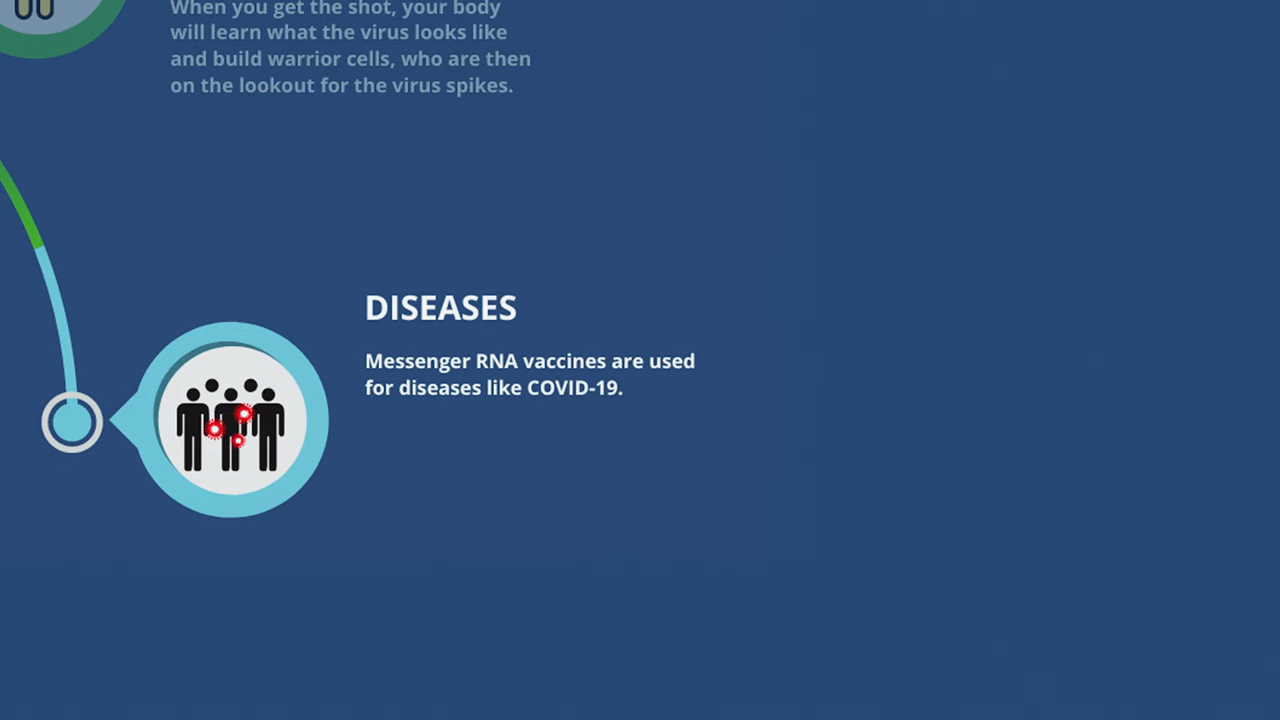 When you get the shot, your body
will learn what the virus looks like
and build warrior cells, who are then
on the lookout for the virus spikes.
DISEASES
Messenger RNA vaccines are used
for diseases like COVID-19.